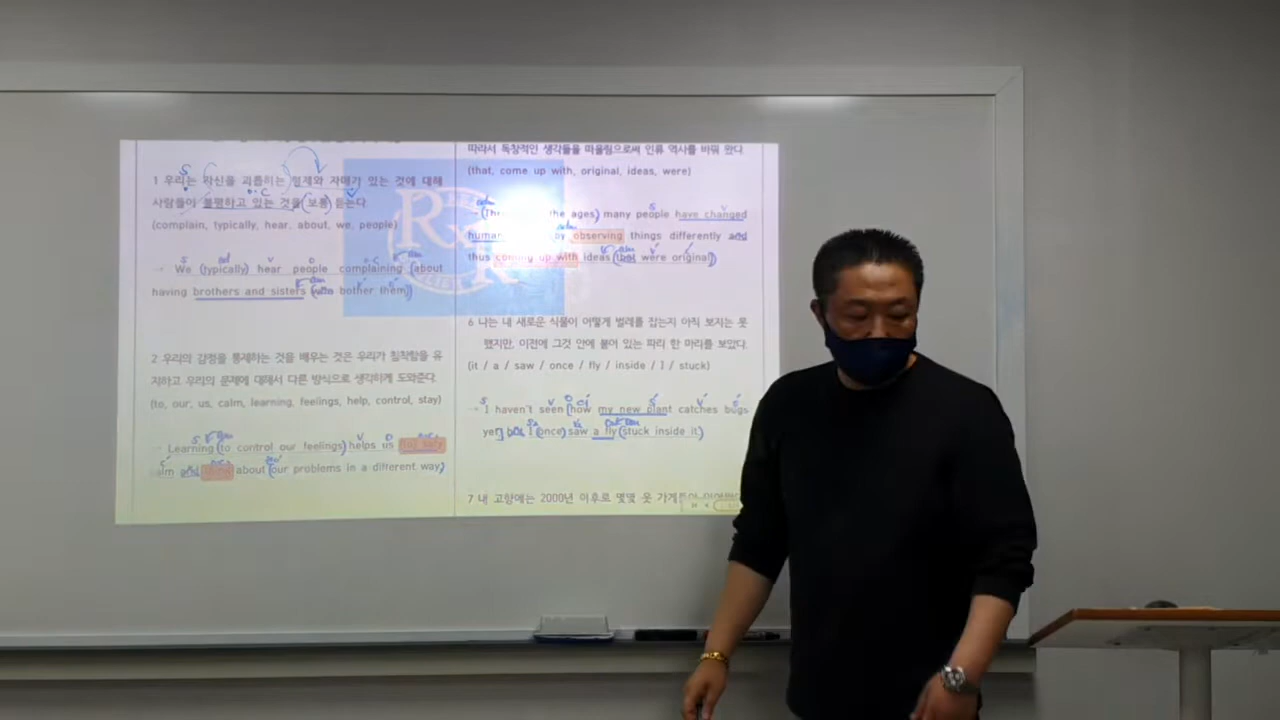 1 우리는 자신을 괴롭히는 형제와 자매가 있는 것에 대해
사람들이 불평하고 있는 것을 (보통) 듣는다
(complain, typically, hear, about, we, people)
→ We (typically) hear people complaining (about
having brothers and sisters bother them)
2 우리의 감정을 통제하는 것을 배우는 것은 우리가 침착함을 유
지하고 우리의 문제에 대해서 다른 방식으로 생각하게 도와준다.
(to, our, us, calm, learning, feelings, help, control, stay)
Learning (to control our feelings) helps us
calm and about (our problems in a different way)
따라서 독창적인 생각들을 떠올림으로써 인류 역사를 바꿔 왔다
(that, come up with, original, ideas, were)
→ the ages) many people have changed
human by observing things differently and
thus coming up with ideas (that were original)
6 나는 내 새로운 식물이 어떻게 벌레를 잡는지 아직 보지는 못
했지만, 이전에 그것 안에 붙어 있는 파리 한 마리를 보았다.
(it / a / saw / once / fly / inside / I / stuck)
→ I haven't seen [how my new plant catches bugs
yet] but I (once) saw a fly (stuck inside it)
7 내 고향에는 2000년 이후로 몇몇 옷 가게들이
R R